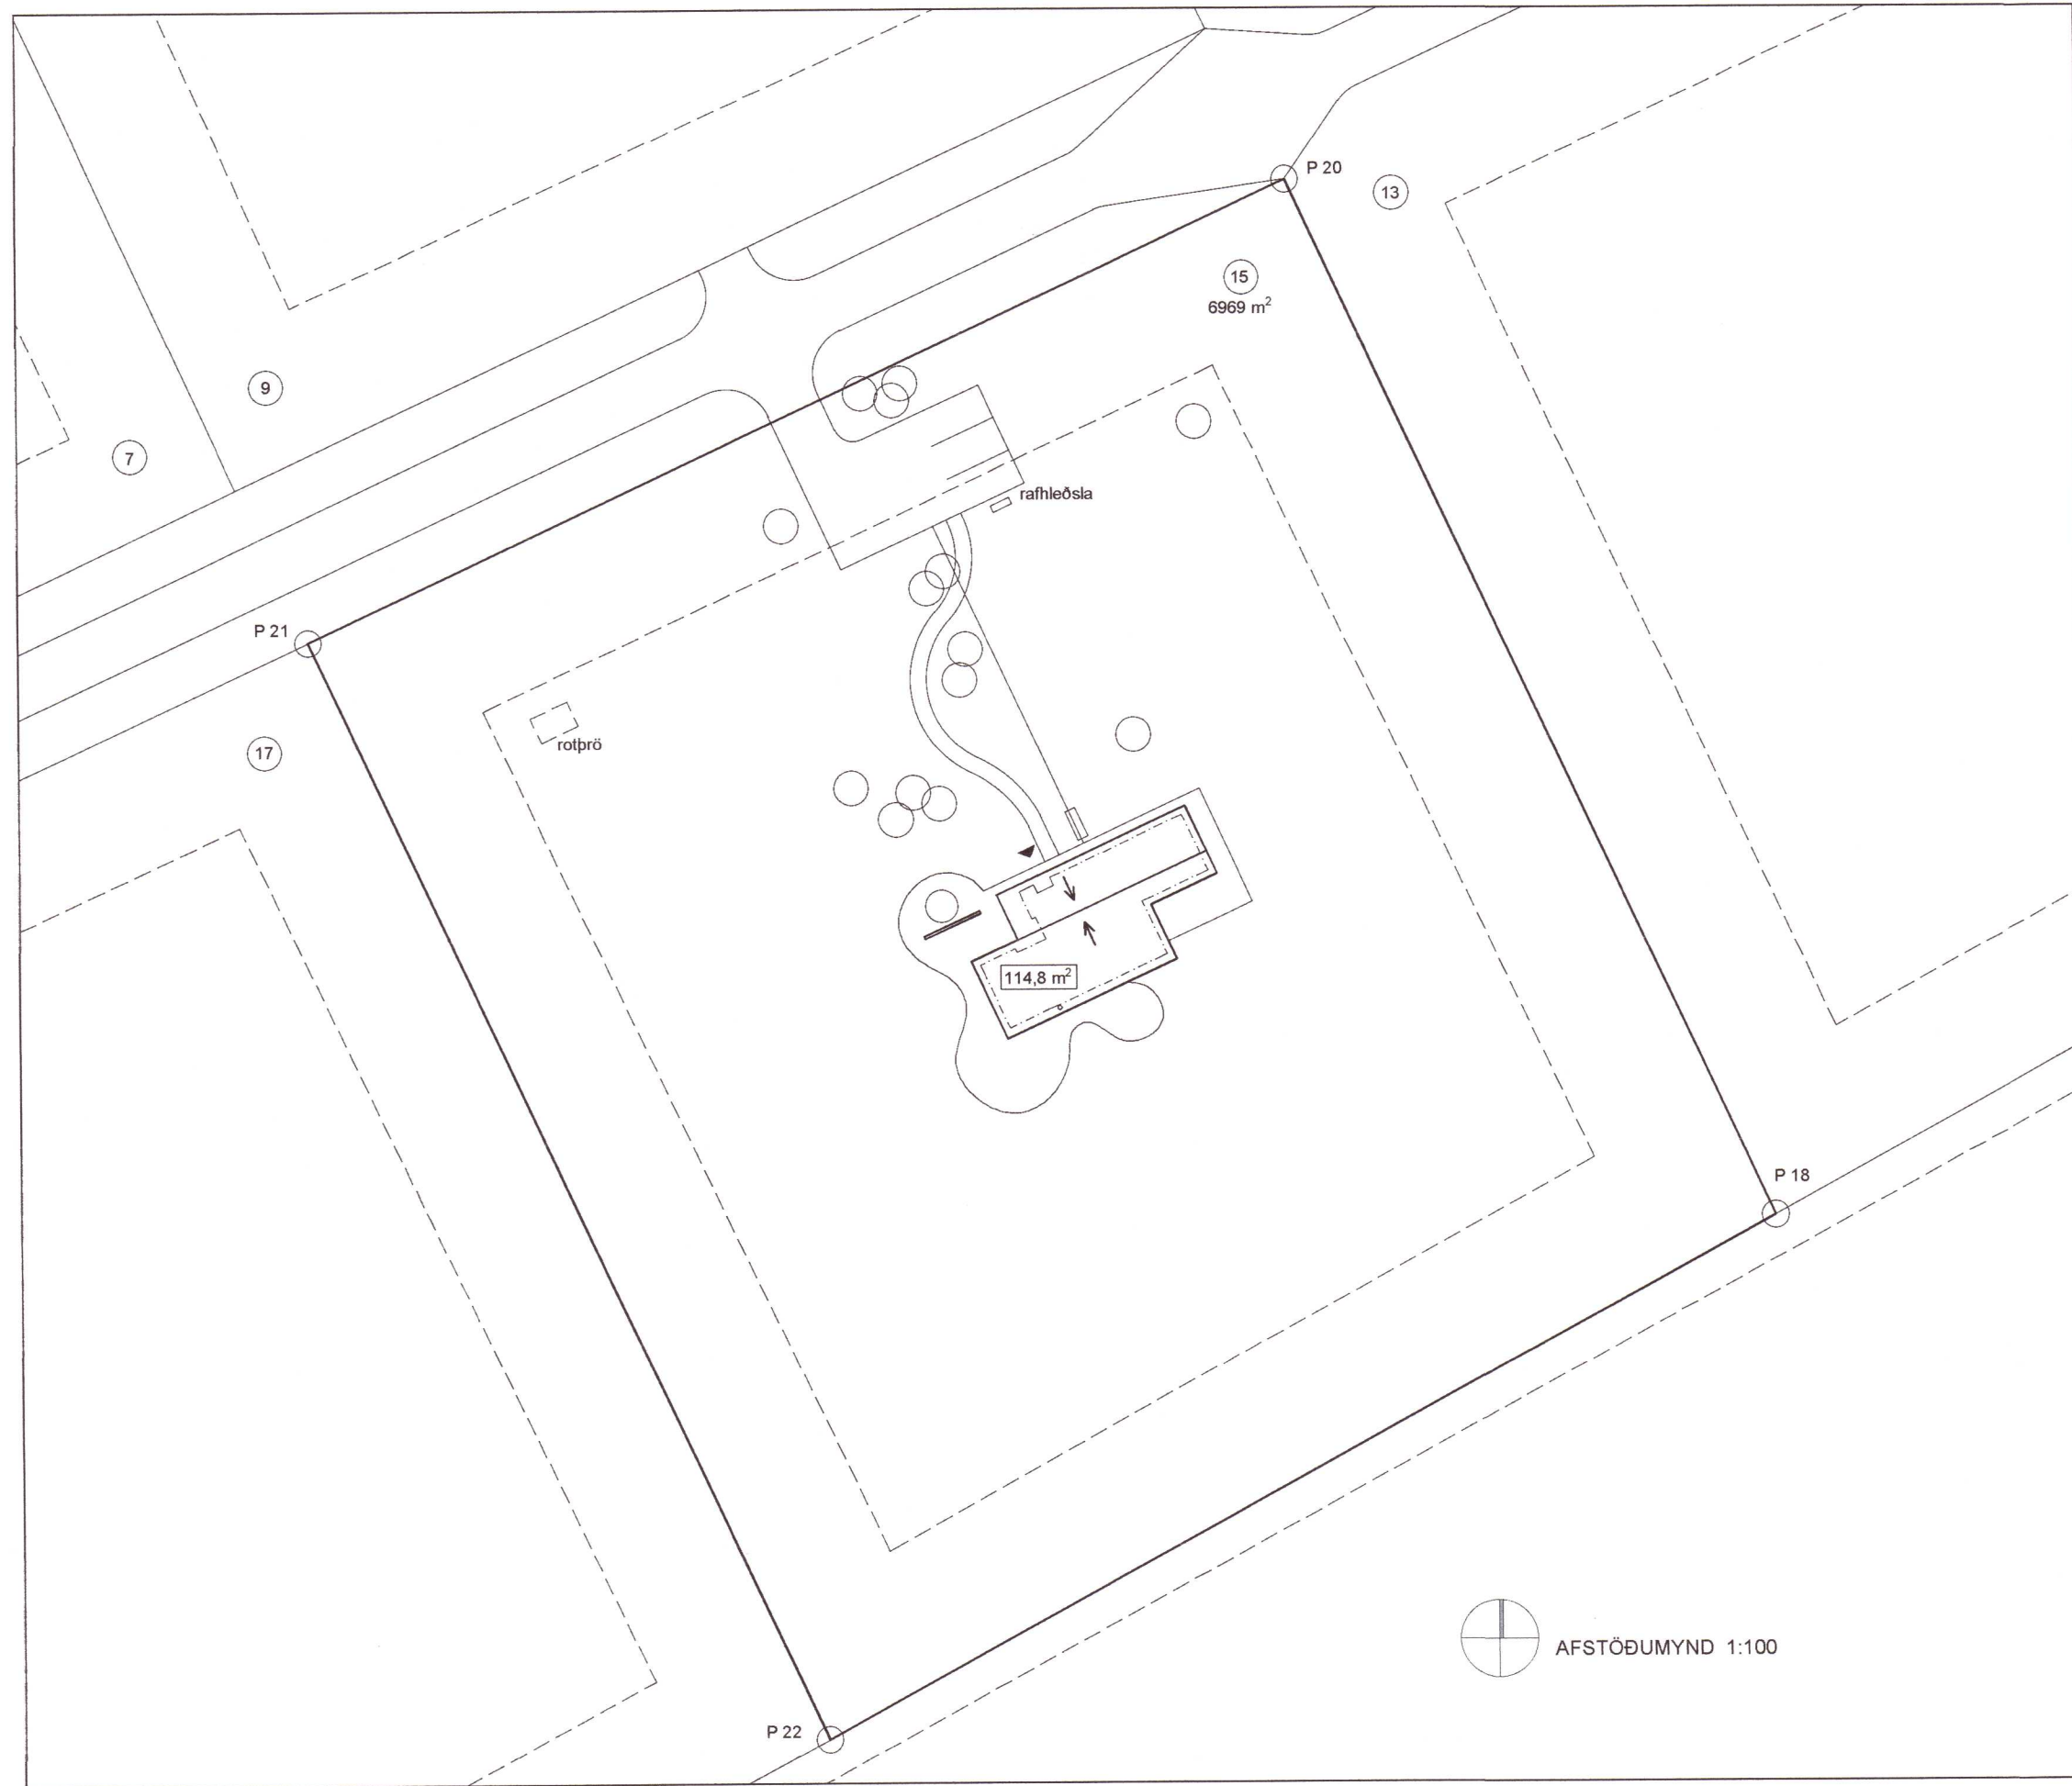 P 20
13
15
6969 m²
9
7
rafhleðsla
P 21
rotþró
17
114,8 m²
P 18
AFSTÖÐUMYND 1:100
P 22